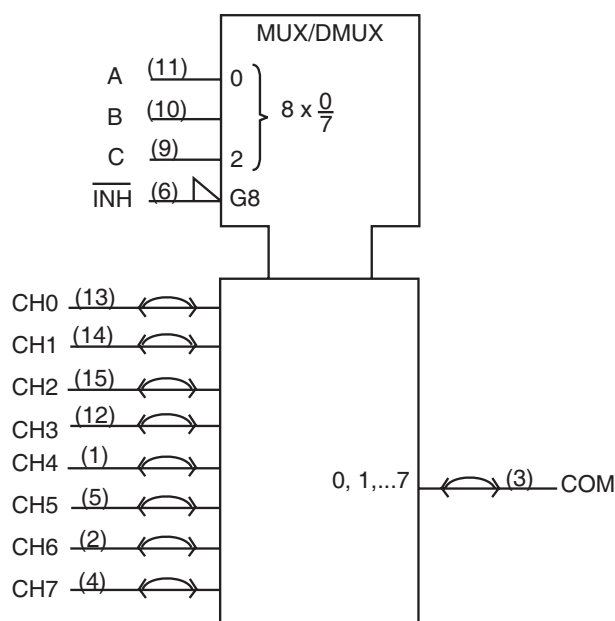 MUX/DMUX
A (11) 0
B (10) 8 x 0/7
C (9) 2
INH (6) G8
CH0 (13)
CH1 (14)
CH2 (15)
CH3 (12)
CH4 (1)
CH5 (5)
0, 1,...7 (3) COM
CH6 (2)
CH7 (4)